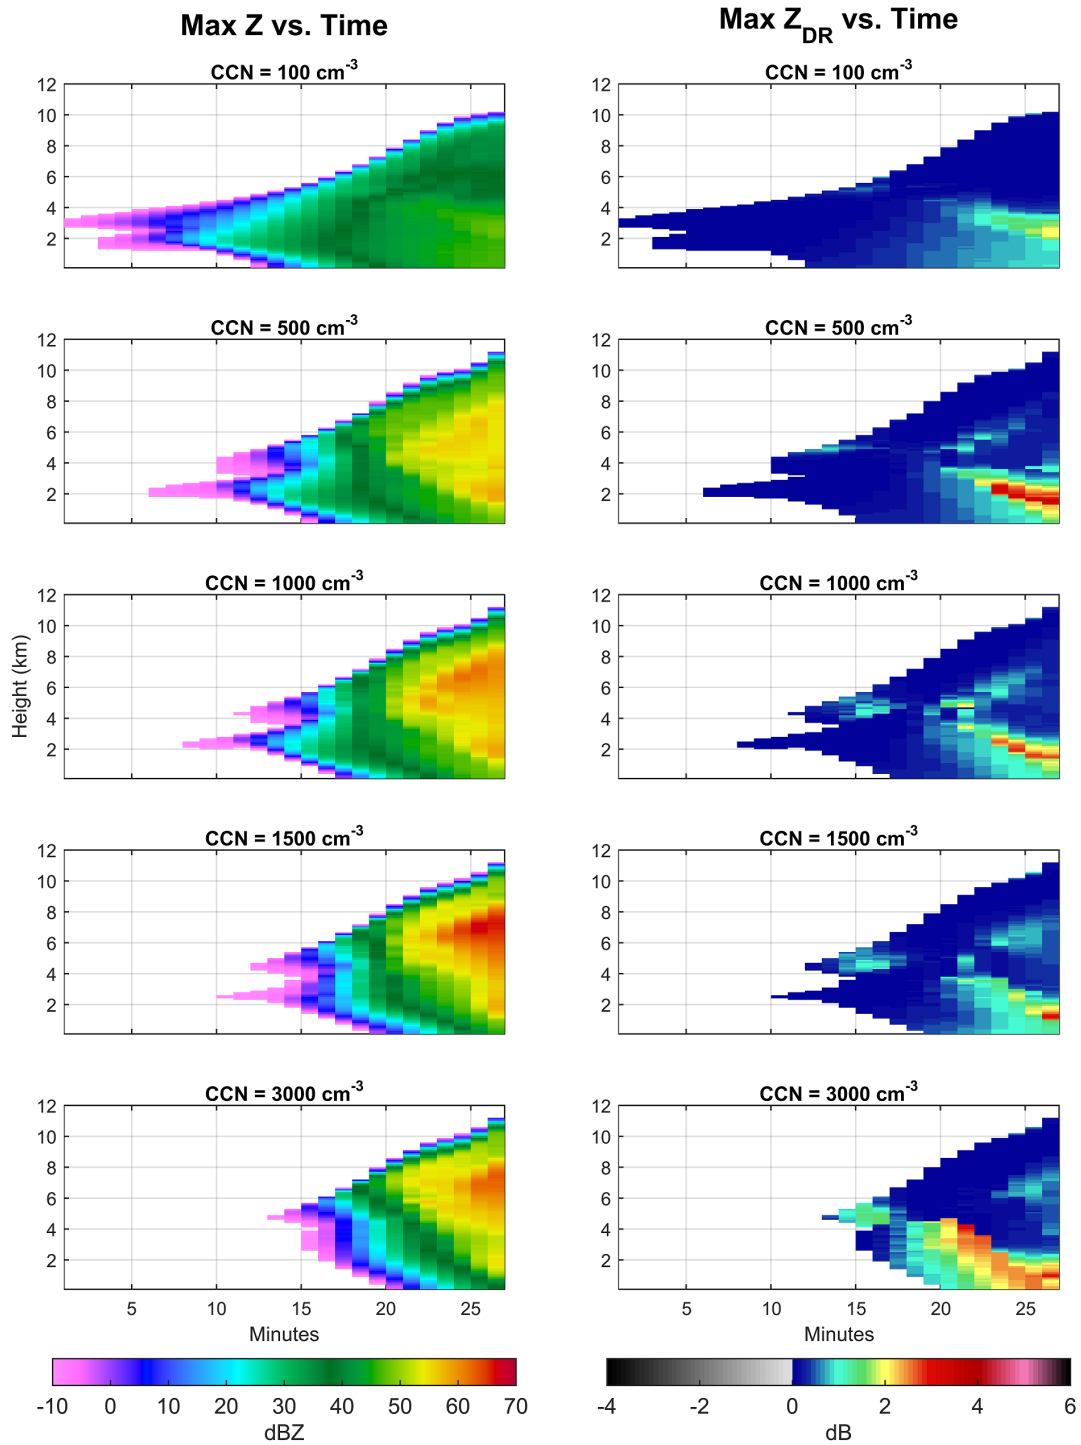 Max Z vs. Time
Max Z_DR vs. Time
CCN = 100 cm⁻³
CCN = 100 cm⁻³
12
10
8
6
4
2
12
10
8
6
4
2
CCN = 500 cm⁻³
CCN = 500 cm⁻³
12
10
8
6
4
2
12
10
8
6
4
2
CCN = 1000 cm⁻³
CCN = 1000 cm⁻³
Height (km)
12
10
8
6
4
2
12
10
8
6
4
2
CCN = 1500 cm⁻³
CCN = 1500 cm⁻³
12
10
8
6
4
2
12
10
8
6
4
2
CCN = 3000 cm⁻³
CCN = 3000 cm⁻³
12
10
8
6
4
2
12
10
8
6
4
2
5 10 15 20 25
5 10 15 20 25
Minutes
Minutes
-10 0 10 20 30 40 50 60 70
-4 -2 0 2 4 6
dBZ
dB